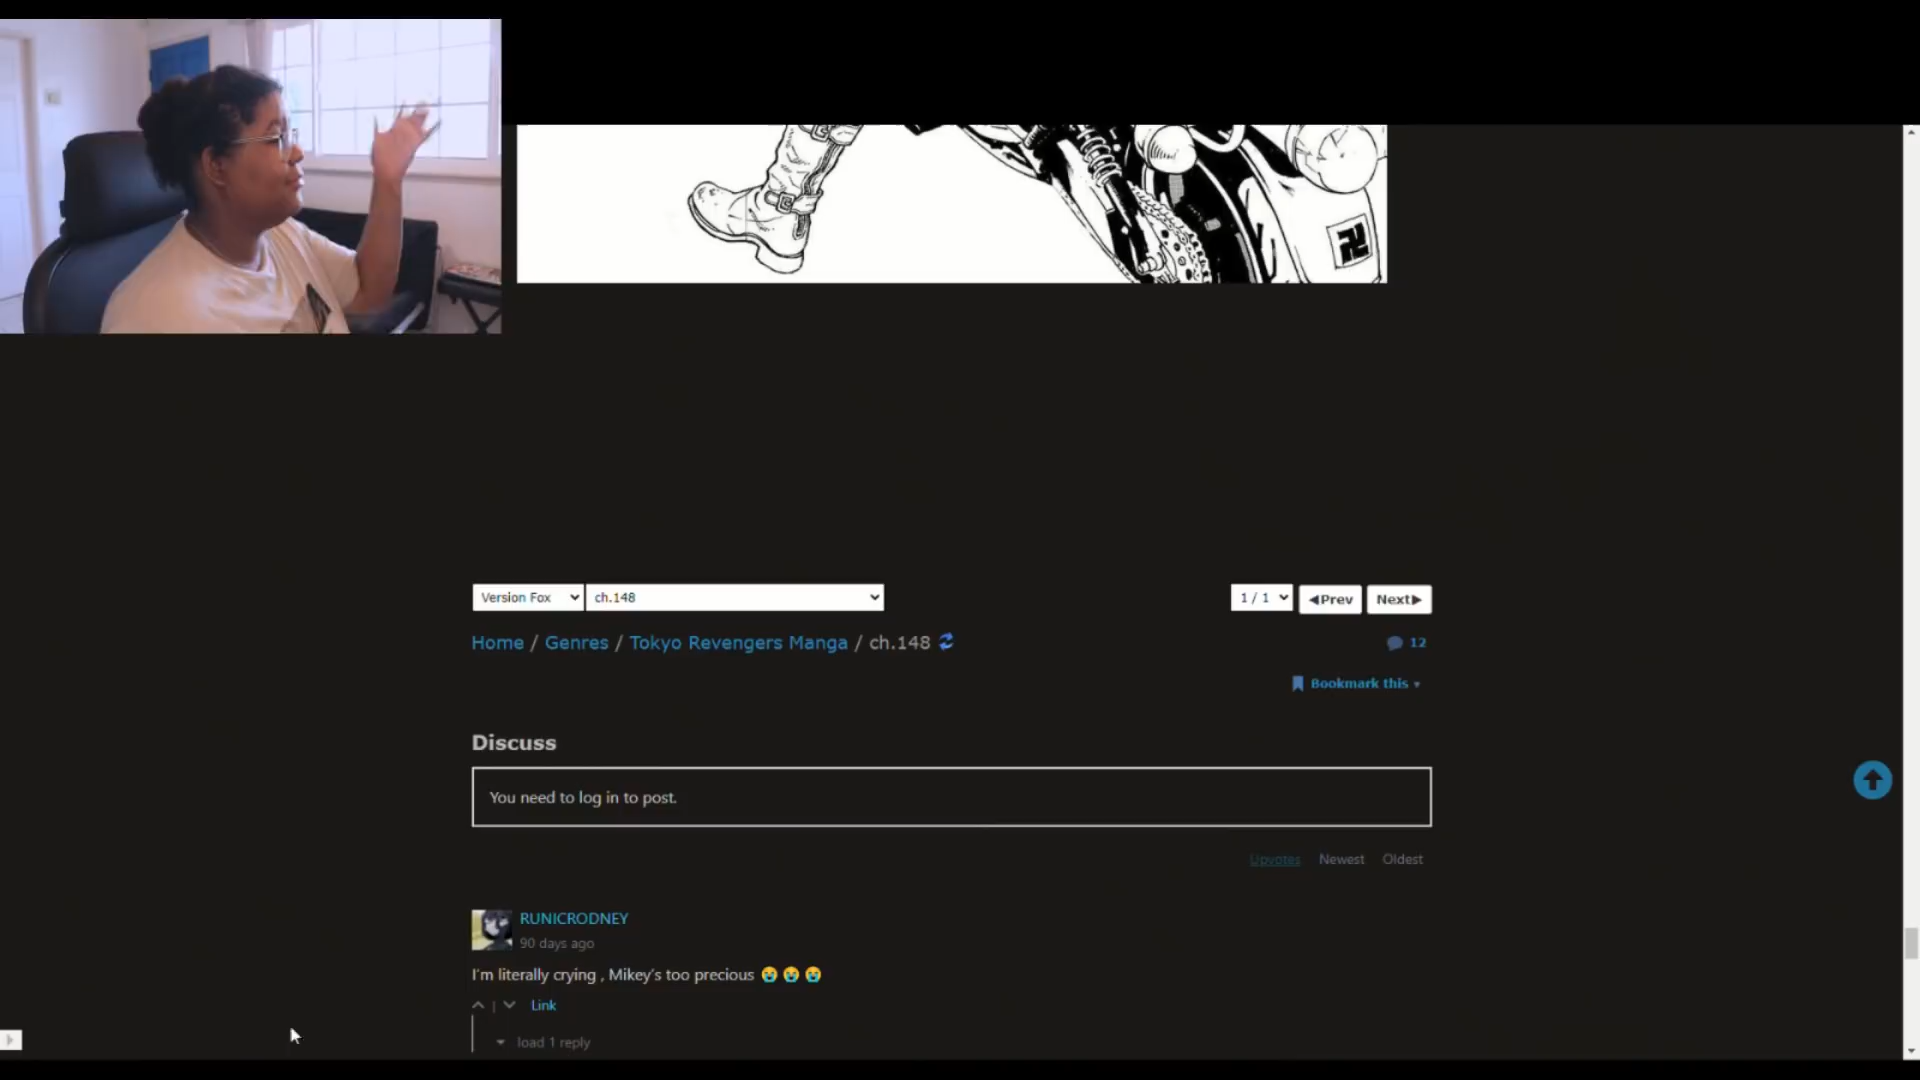 卍
Version Fox
ch.148
1 / 1
◀Prev
Next▶
Home / Genres / Tokyo Revengers Manga / ch.148
12
Bookmark this ▾
Discuss
You need to log in to post.
Upvotes Newest Oldest
RUNICRODNEY
90 days ago
I'm literally crying , Mikey's too precious 😭 😭 😭
| Link
load 1 reply